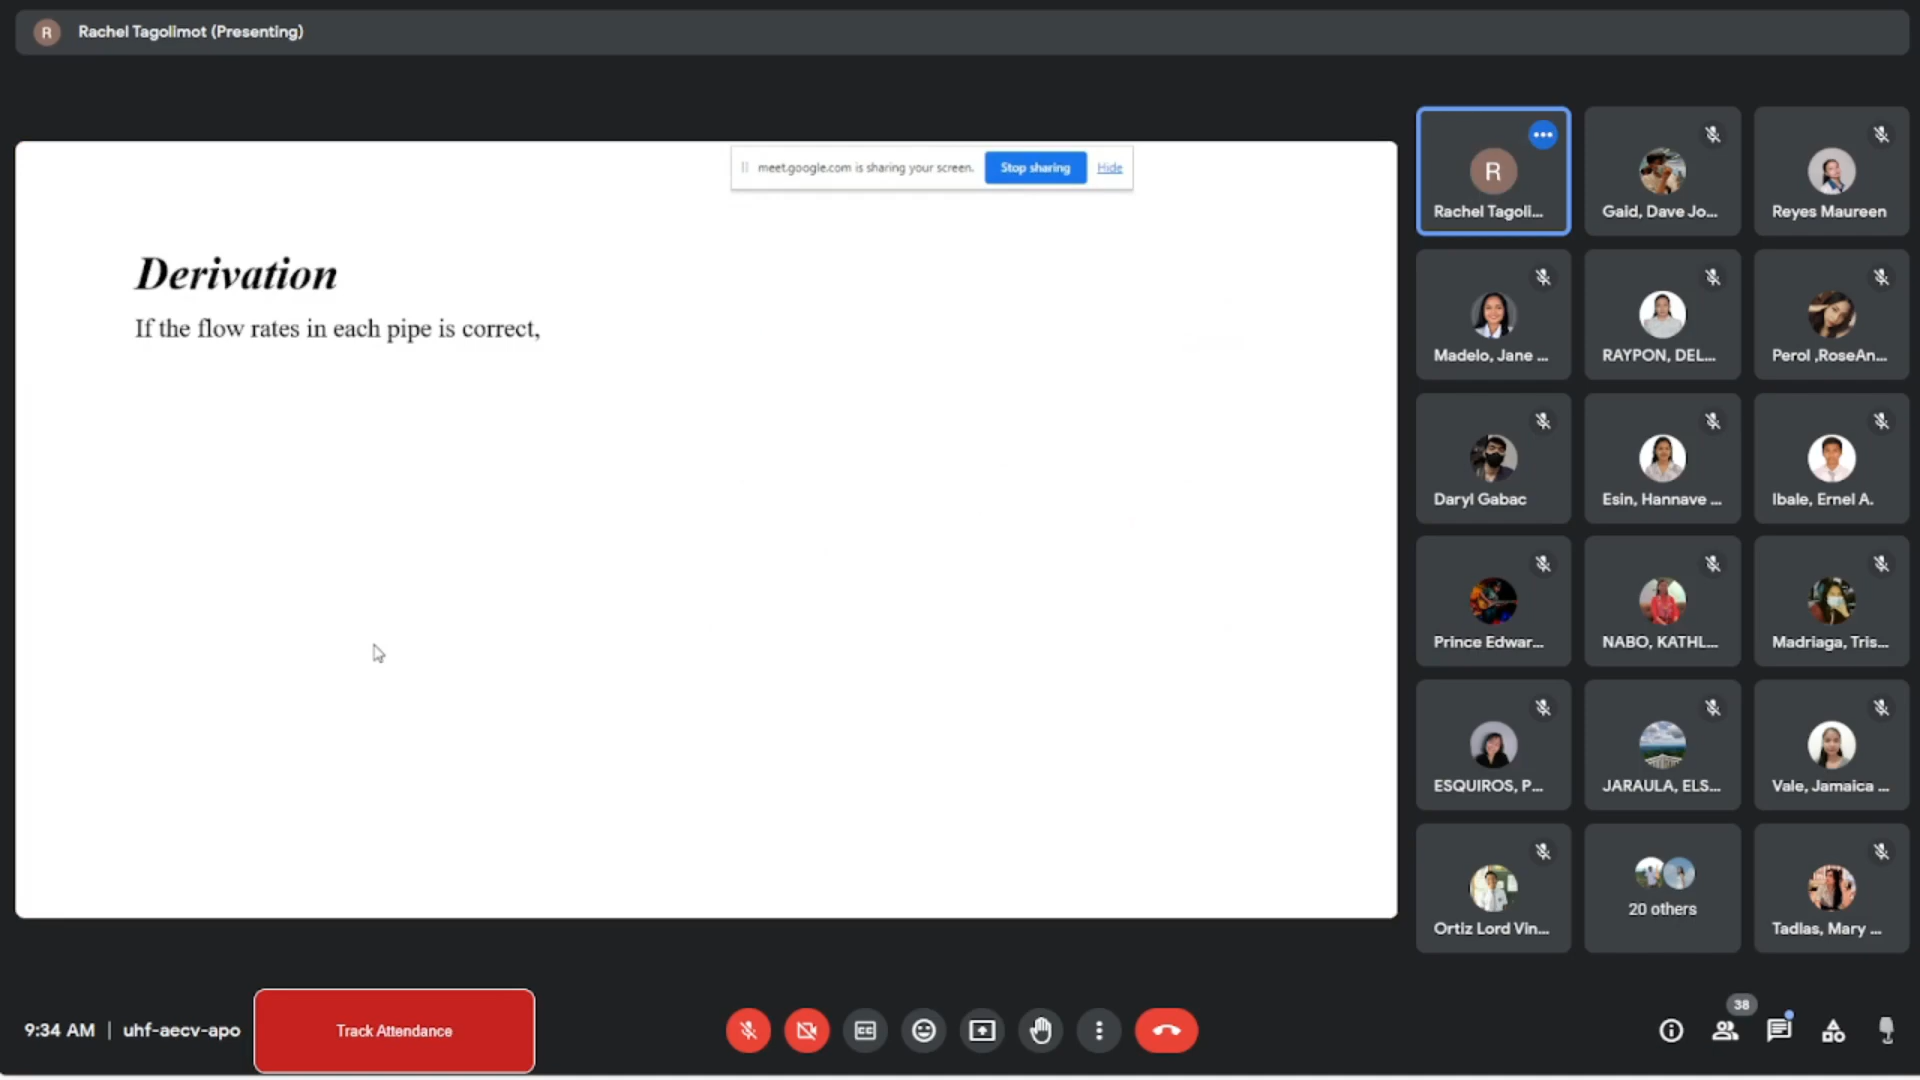 R
Rachel Tagolimot (Presenting)
meet.google.com is sharing your screen.
Stop sharing
Hide
Derivation
If the flow rates in each pipe is correct,
R
Rachel Tagoli...
Gaid, Dave Jo...
Reyes Maureen
Madelo, Jane ...
RAYPON, DEL...
Perol ,RoseAn...
Daryl Gabac
Esin, Hannave ...
Ibale, Ernel A.
Prince Edwar...
NABO, KATHL...
Madriaga, Tris...
ESQUIROS, P...
JARAULA, ELS...
Vale, Jamaica ...
Ortiz Lord Vin...
20 others
Tadlas, Mary ...
9:34 AM | uhf-aecv-apo
Track Attendance
CC
38